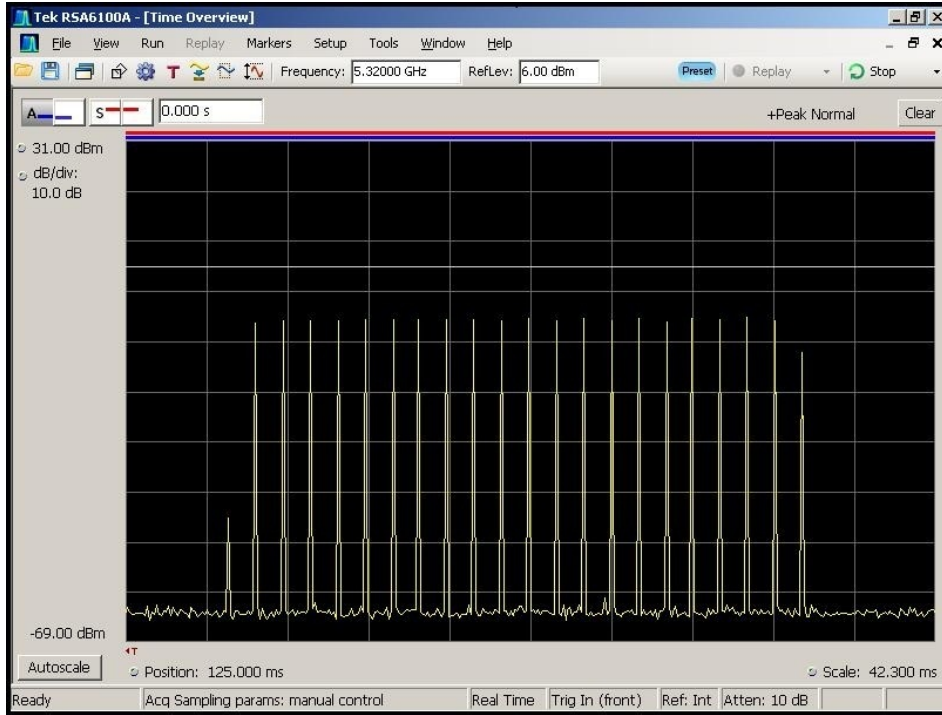 Tek RSA6100A - [Time Overview]
File View Run Replay Markers Setup Tools Window Help
T Frequency: 5.32000 GHz RefLev: 6.00 dBm Preset Replay Stop
A S 0.000 s +Peak Normal Clear
31.00 dBm
dB/div:
10.0 dB
-69.00 dBm
T
Autoscale Position: 125.000 ms Scale: 42.300 ms
Ready Acq Sampling params: manual control Real Time Trig In (front) Ref: Int Atten: 10 dB